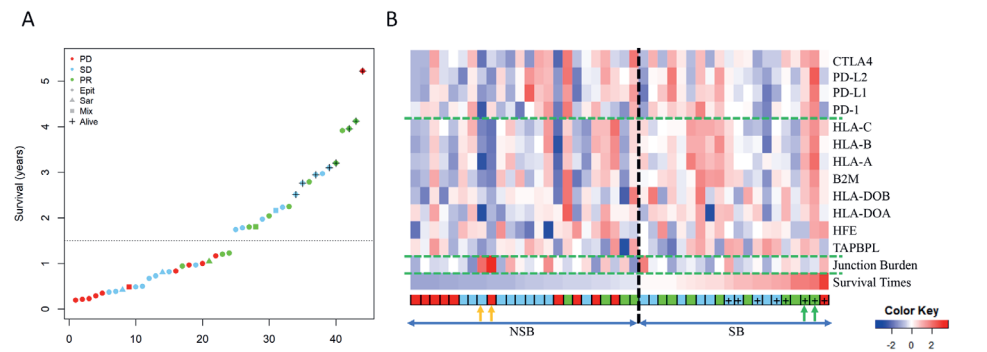 (A)
B
PD
SD
PR
Epit
Sar
Mix
Alive
Survival (years)
5
4
3
2
1
0
0 10 20 30 40
CTLA4
PD-L2
PD-L1
PD-1
HLA-C
HLA-B
HLA-A
B2M
HLA-DOB
HLA-DOA
HFE
TAPBPL
Junction Burden
Survival Times
NSB SB
Color Key
-2 0 2